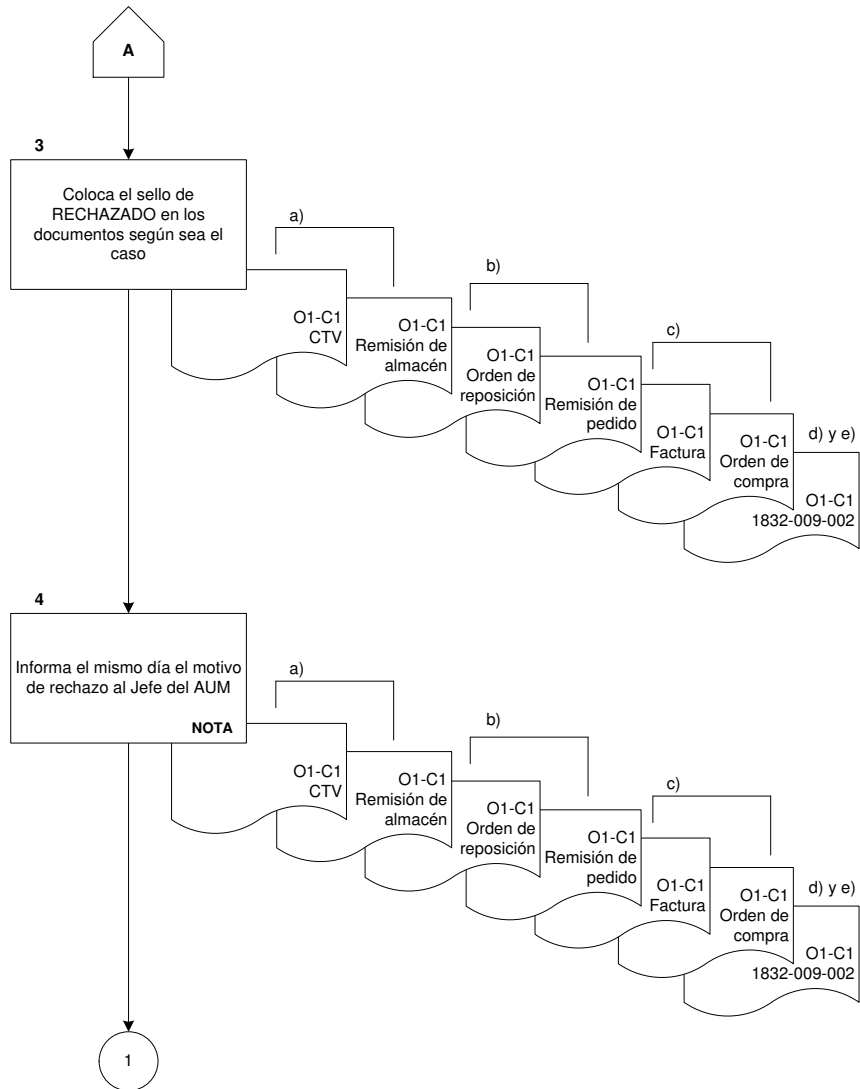 A
3
Coloca el sello de
RECHAZADO en los
documentos según sea el
caso
a)
O1-C1
CTV
O1-C1
Remisión de
almacén
b)
O1-C1
Orden de
reposición
O1-C1
Remisión de
pedido
c)
O1-C1
Factura
O1-C1
Orden de
compra
d) y e)
O1-C1
1832-009-002
4
Informa el mismo día el motivo
de rechazo al Jefe del AUM
NOTA
a)
O1-C1
CTV
O1-C1
Remisión de
almacén
b)
O1-C1
Orden de
reposición
O1-C1
Remisión de
pedido
c)
O1-C1
Factura
O1-C1
Orden de
compra
d) y e)
O1-C1
1832-009-002
1